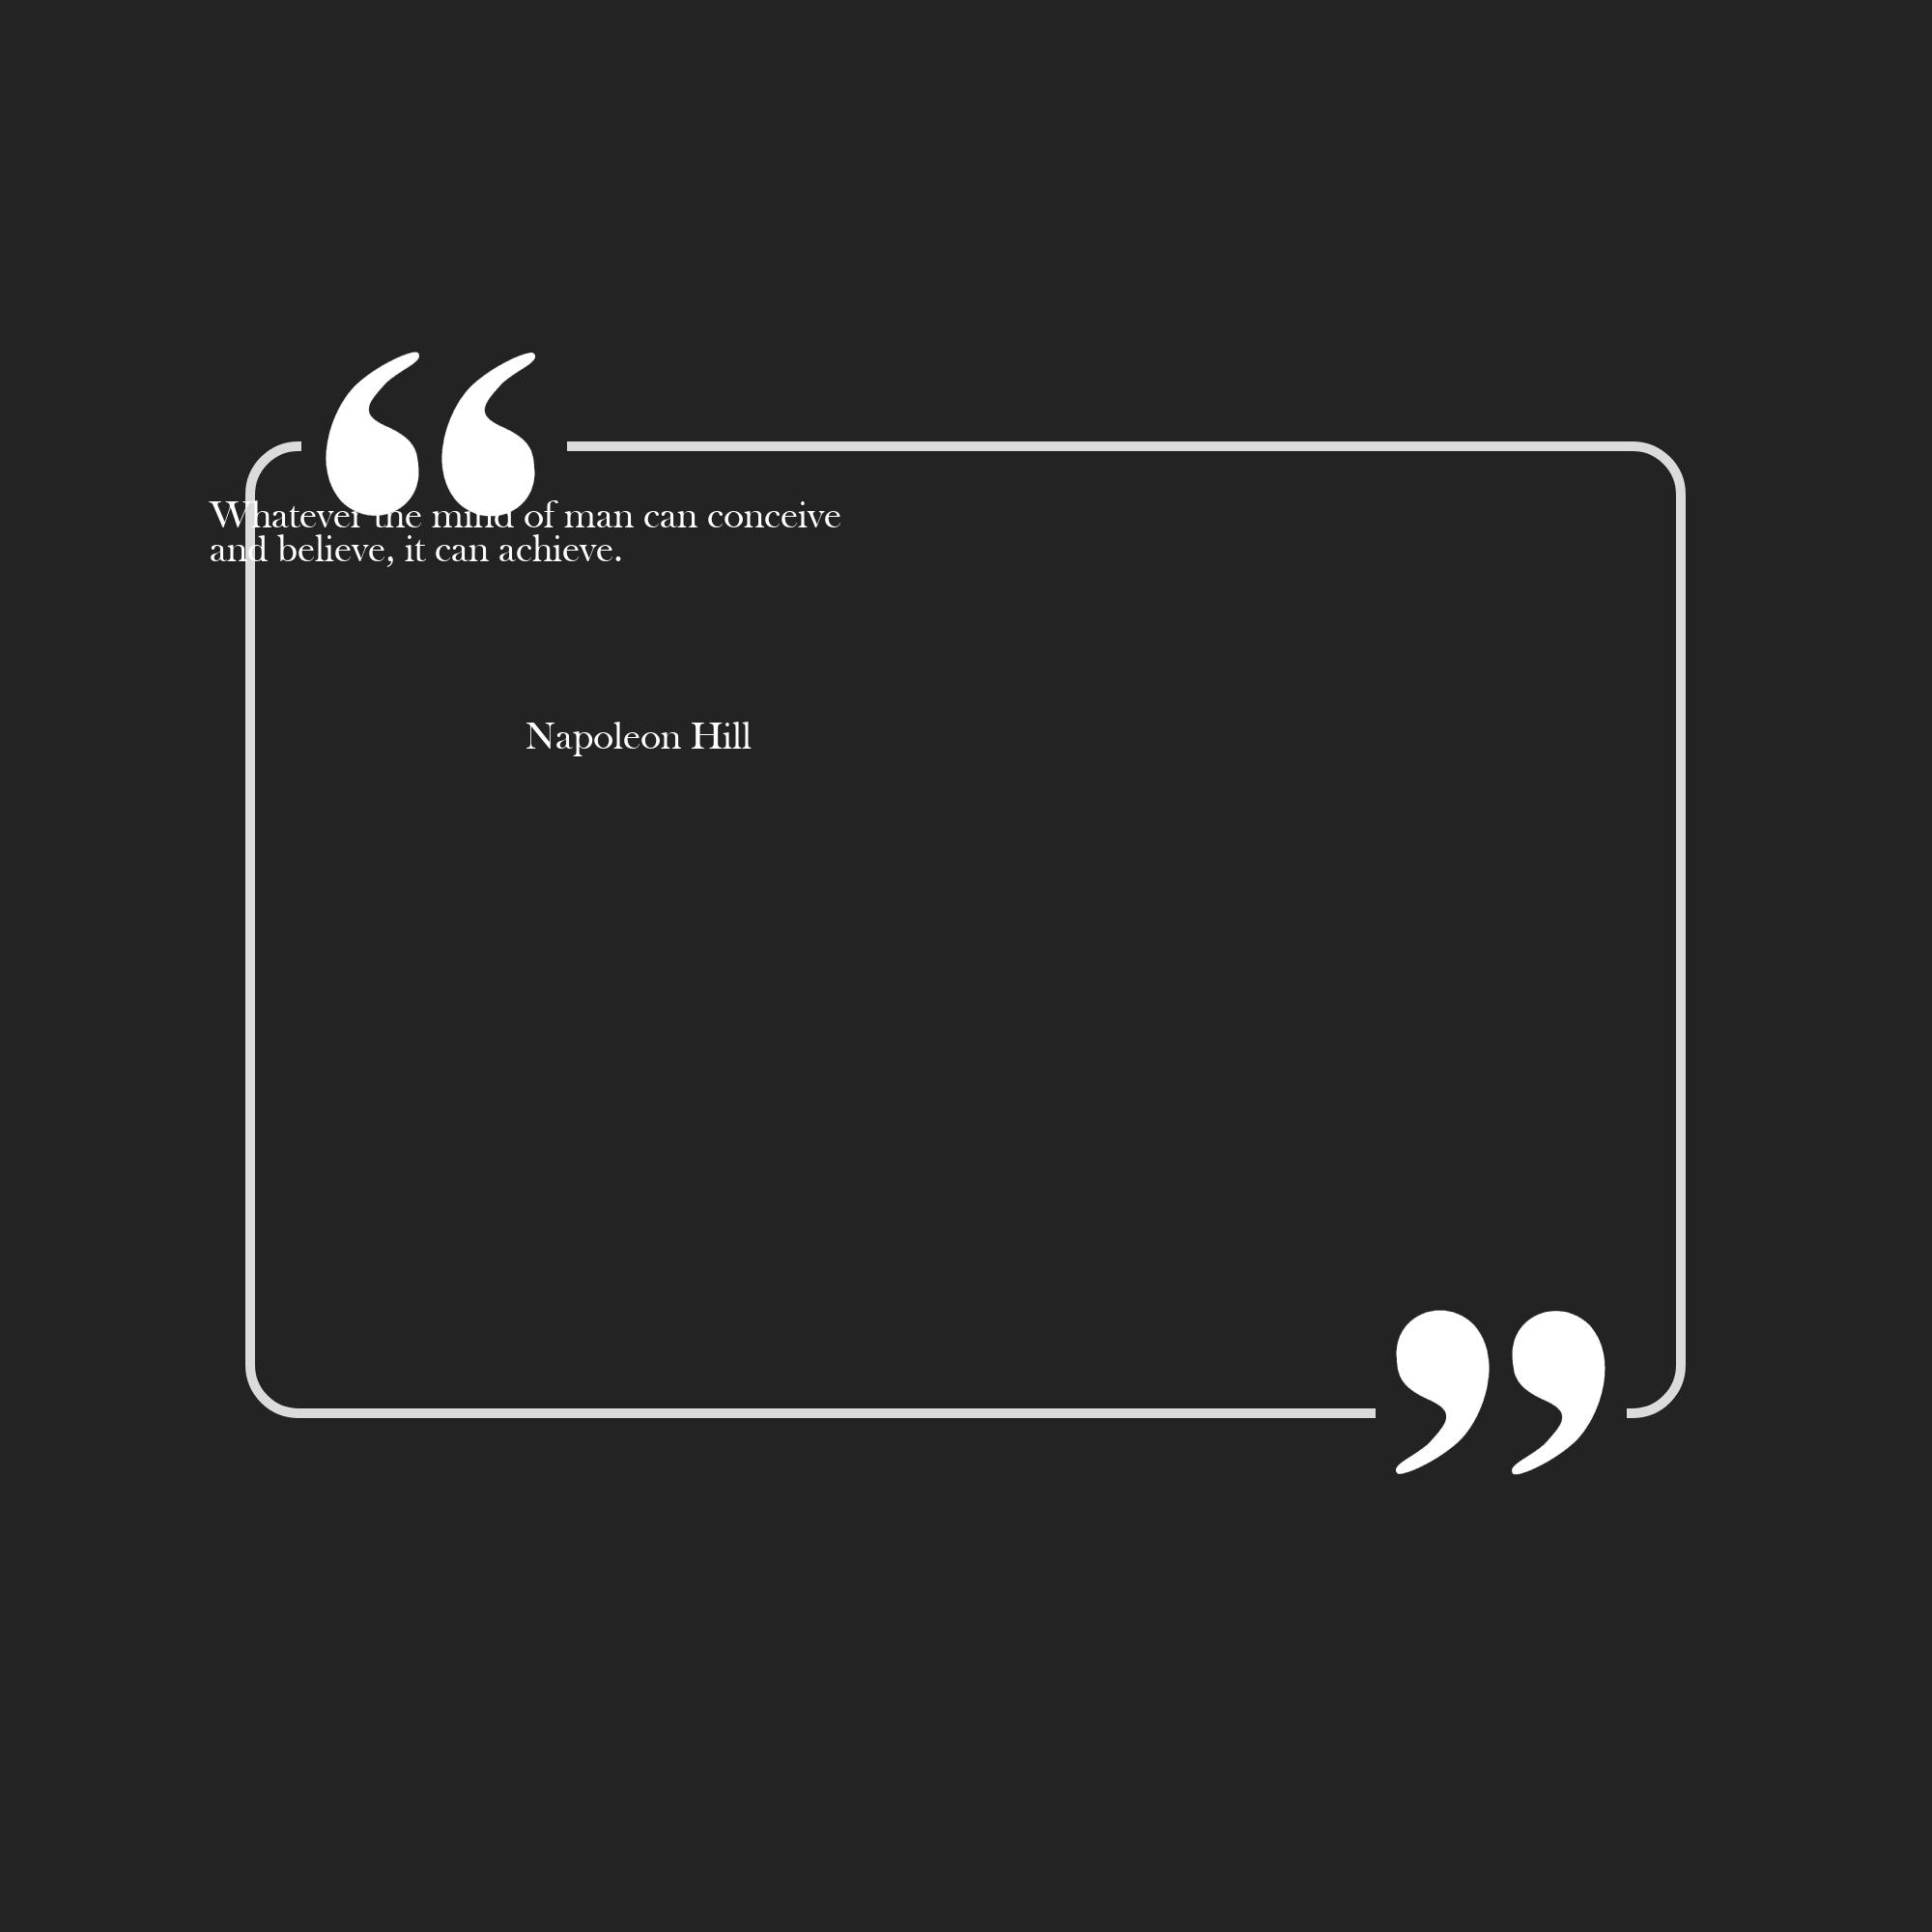 “
Whatever the mind of man can conceive
and believe, it can achieve.
Napoleon Hill
”